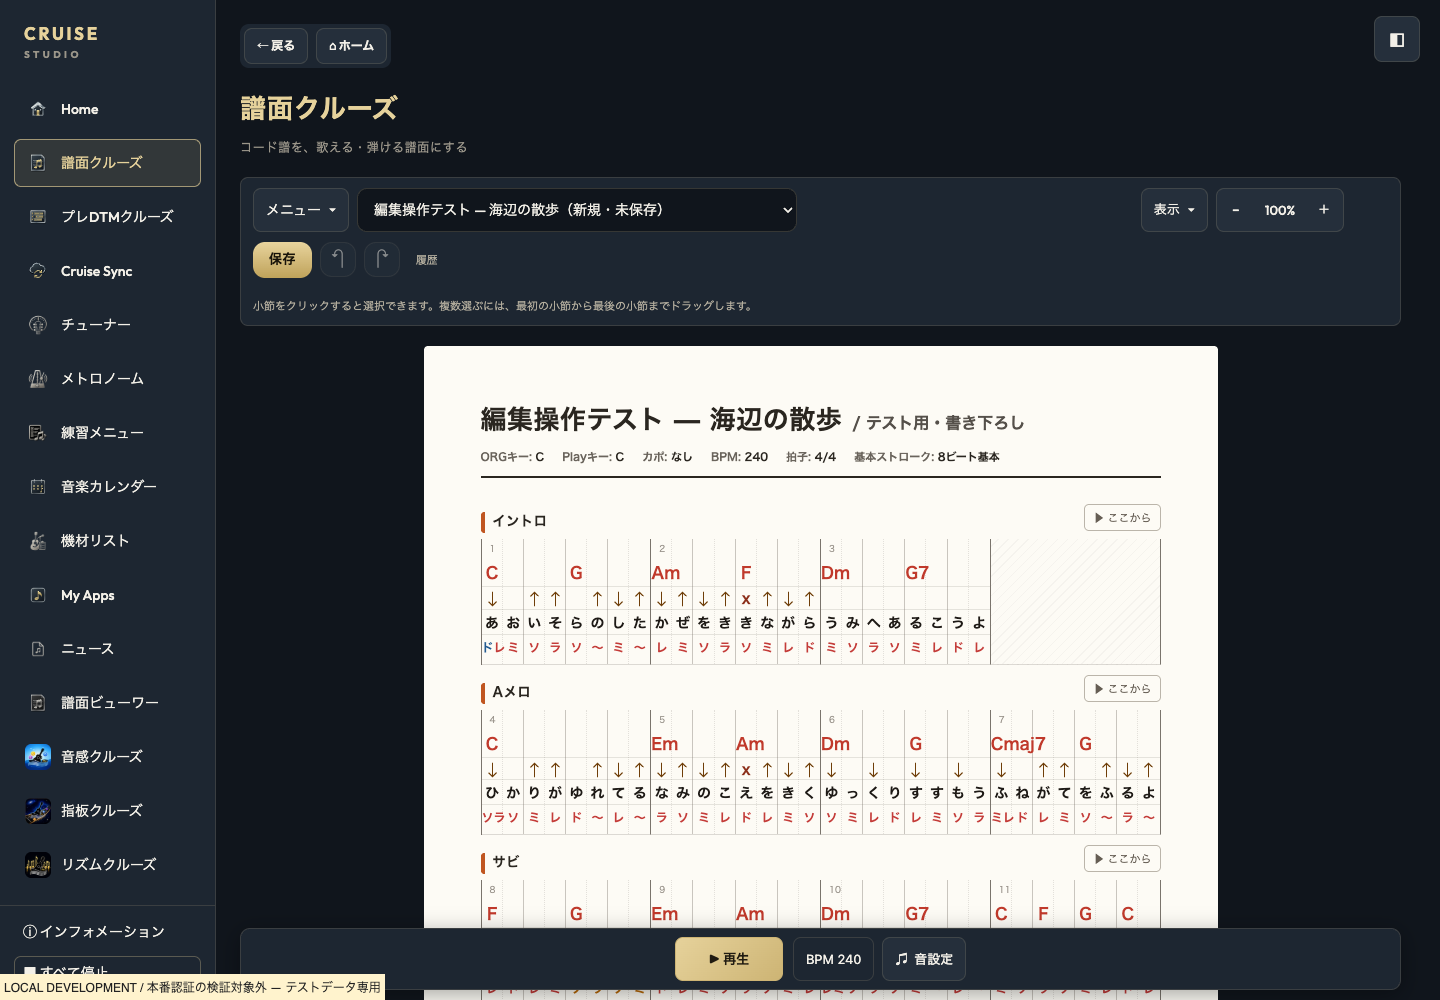 CRUISE
STUDIO
Home
譜面クルーズ
プレDTMクルーズ
Cruise Sync
チューナー
メトロノーム
練習メニュー
音楽カレンダー
機材リスト
My Apps
ニュース
譜面ビューワー
音感クルーズ
指板クルーズ
リズムクルーズ
ⓘ インフォメーション
■ すべて停止
LOCAL DEVELOPMENT / 本番認証の検証対象外 — テストデータ専用
← 戻る ⌂ ホーム
譜面クルーズ
コード譜を、歌える・弾ける譜面にする
メニュー 編集操作テスト — 海辺の散歩（新規・未保存） 表示 - 100% +
保存 履歴
小節をクリックすると選択できます。複数選ぶには、最初の小節から最後の小節までドラッグします。
編集操作テスト — 海辺の散歩 / テスト用・書き下ろし
ORGキー: C Playキー: C カポ: なし BPM: 240 拍子: 4/4 基本ストローク: 8ビート基本
イントロ ▶ ここから
1 2 3
C G Am F Dm G7
↓ ↑ ↑ ↑ ↓ ↑ ↓ ↑ ↓ ↑ x ↑ ↓ ↑
あ お い そ ら の し た か ぜ を き き な が ら う み へ あ る こ う よ
ド レ ミ ソ ラ ソ 〜 ミ 〜 レ ミ ソ ラ ソ ミ レ ド ミ ソ ラ ソ ミ レ ド レ
Aメロ ▶ ここから
4 5 6 7
C Em Am Dm G Cmaj7 G
↓ ↑ ↑ ↑ ↓ ↑ ↓ ↑ ↓ ↑ x ↑ ↓ ↑ ↓ ↓ ↓ ↓ ↓ ↑ ↑ ↑ ↓ ↑
ひ か り が ゆ れ て る な み の こ え を き く ゆ っ く り す す も う ふ ね が て を ふ る よ
ソ ラ ソ ミ レ ド 〜 レ 〜 ラ ソ ミ レ ド レ ミ ソ ソ ミ レ ド レ ミ ソ ラ ミ レ ド レ ミ ソ 〜 ラ 〜
サビ ▶ ここから
8 9 10 11
F G Em Am Dm G7 C F G C
▶ 再生 BPM 240 ♫ 音設定